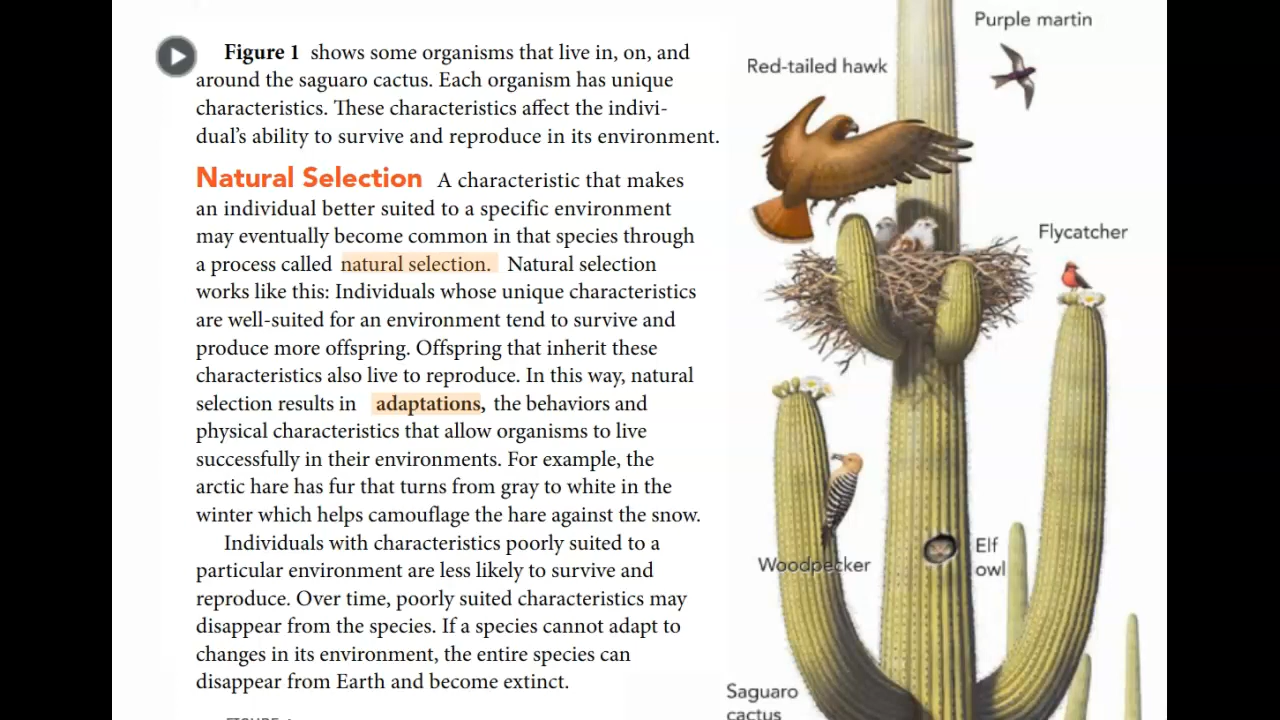 Figure 1 shows some organisms that live in, on, and
around the saguaro cactus. Each organism has unique
characteristics. These characteristics affect the indivi-
dual's ability to survive and reproduce in its environment.
Natural Selection A characteristic that makes
an individual better suited to a specific environment
may eventually become common in that species through
a process called natural selection. Natural selection
works like this: Individuals whose unique characteristics
are well-suited for an environment tend to survive and
produce more offspring. Offspring that inherit these
characteristics also live to reproduce. In this way, natural
selection results in adaptations, the behaviors and
physical characteristics that allow organisms to live
successfully in their environments. For example, the
arctic hare has fur that turns from gray to white in the
winter which helps camouflage the hare against the snow.
Individuals with characteristics poorly suited to a
particular environment are less likely to survive and
reproduce. Over time, poorly suited characteristics may
disappear from the species. If a species cannot adapt to
changes in its environment, the entire species can
disappear from Earth and become extinct.
Purple martin
Red-tailed hawk
Flycatcher
Woodpecker
Elf
owl
Saguaro
cactus